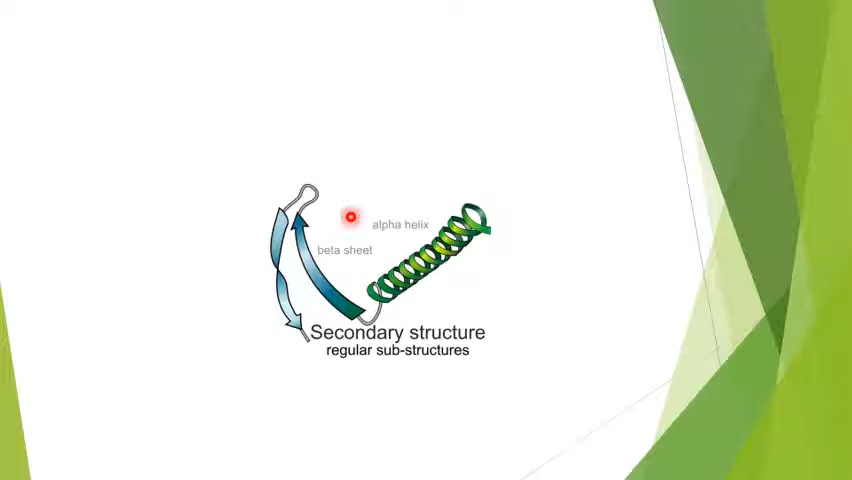 alpha helix
beta sheet
Secondary structure
regular sub-structures